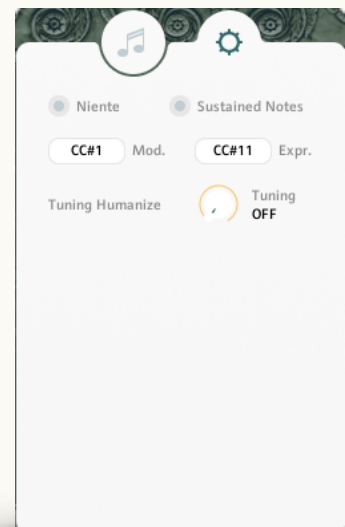 Niente Sustained Notes
CC#1 Mod. CC#11 Expr.
Tuning Humanize Tuning
OFF